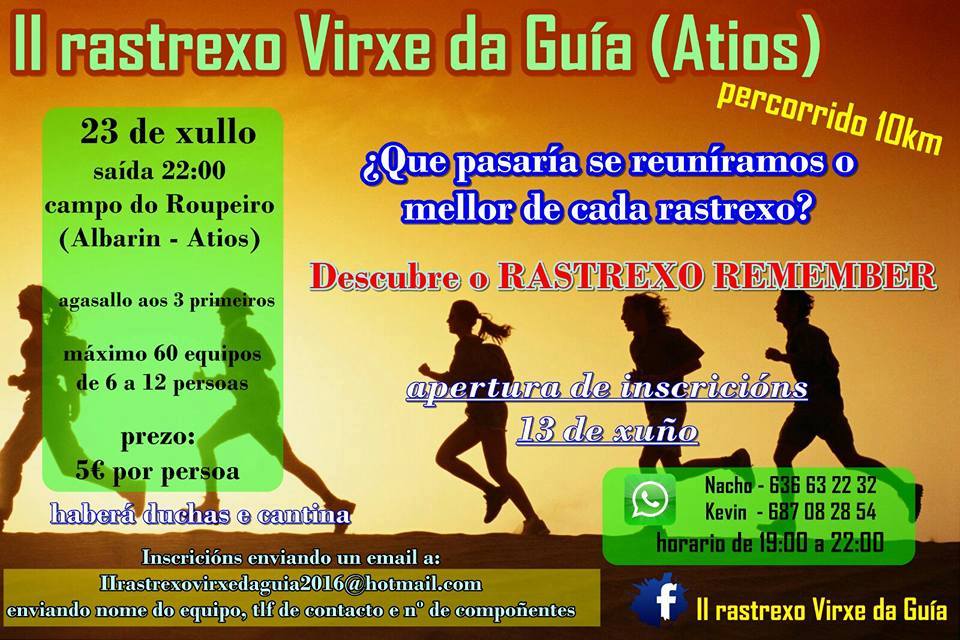 II rastrexo Virxe da Guía (Atios)
percorrido 10km
23 de xullo
saída 22:00
campo do Roupeiro
(Albarin - Atios)
agasallo aos 3 primeiros
máximo 60 equipos
de 6 a 12 persoas
prezo:
5€ por persoa
haberá duchas e cantina
¿Que pasaría se reuníramos o
mellor de cada rastrexo?
Descubre o RASTREXO REMEMBER
apertura de inscricións
13 de xuño
Nacho - 636 63 22 32
Kevin - 687 08 28 54
horario de 19:00 a 22:00
Inscricións enviando un email a:
IIrastrexovirxedaguia2016@hotmail.com
enviando nome do equipo, tlf de contacto e nº de compoñentes
f II rastrexo Virxe da Guía